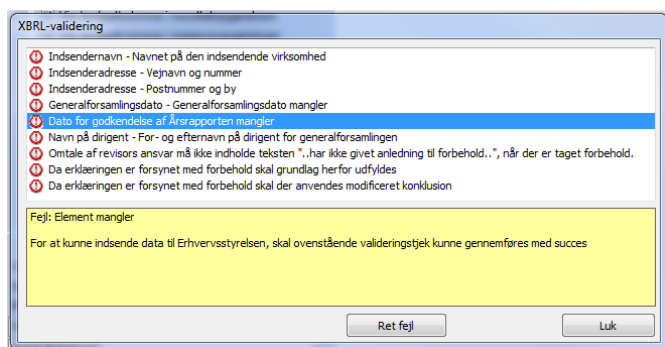 XBRL-validering
Indsendernavn - Navnet på den indsendende virksomhed
Indsenderadresse - Vejnavn og nummer
Indsenderadresse - Postnummer og by
Generalforsamlingsdato - Generalforsamlingsdato mangler
Dato for godkendelse af Årsrapporten mangler
Navn på dirigent - For- og efternavn på dirigent for generalforsamlingen
Omtale af revisors ansvar må ikke indholde teksten "..har ikke givet anledning til forbehold..", når der er taget forbehold.
Da erklæringen er forsynet med forbehold skal grundlag herfor udfyldes
Da erklæringen er forsynet med forbehold skal der anvendes modificeret konklusion
Fejl: Element mangler
For at kunne indsende data til Erhvervsstyrelsen, skal ovenstående valideringstjek kunne gennemføres med succes
Ret fejl
Luk